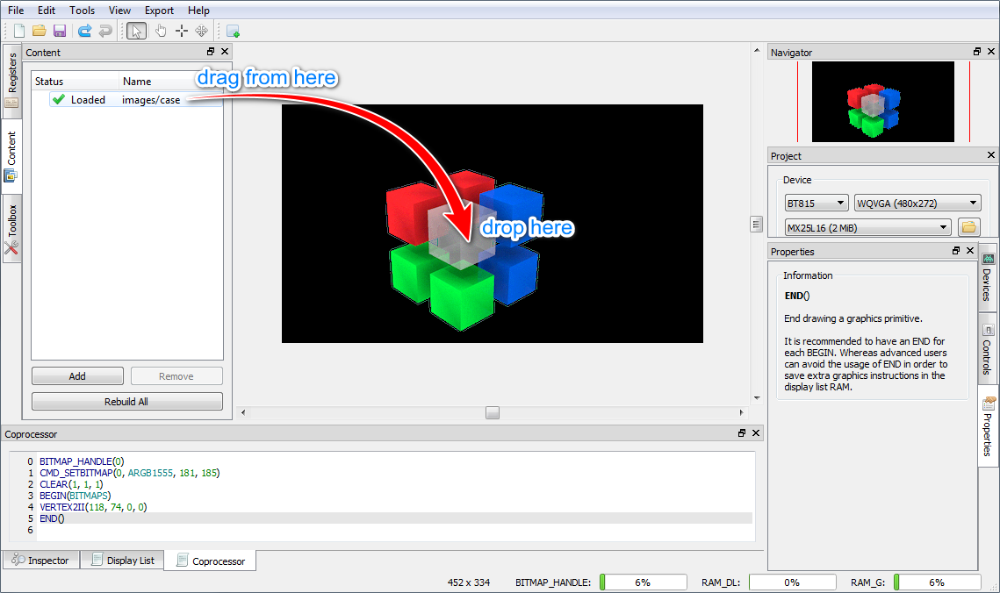 File Edit Tools View Export Help
Registers
Content
Toolbox
Content
Status Name
Loaded images/case
Add Remove
Rebuild All
drag from here
drop here
Navigator
Project
Device
BT815 WQVGA (480x272)
MX25L16 (2 MiB)
Properties
Information
END()
End drawing a graphics primitive.
It is recommended to have an END for
each BEGIN. Whereas advanced users
can avoid the usage of END in order to
save extra graphics instructions in the
display list RAM.
Devices
Controls
Properties
Coprocessor
0 BITMAP_HANDLE(0)
1 CMD_SETBITMAP(0, ARGB1555, 181, 185)
2 CLEAR(1, 1, 1)
3 BEGIN(BITMAPS)
4 VERTEX2II(118, 74, 0, 0)
5 END()
6
Inspector Display List Coprocessor
452 x 334 BITMAP_HANDLE: 6% RAM_DL: 0% RAM_G: 6%